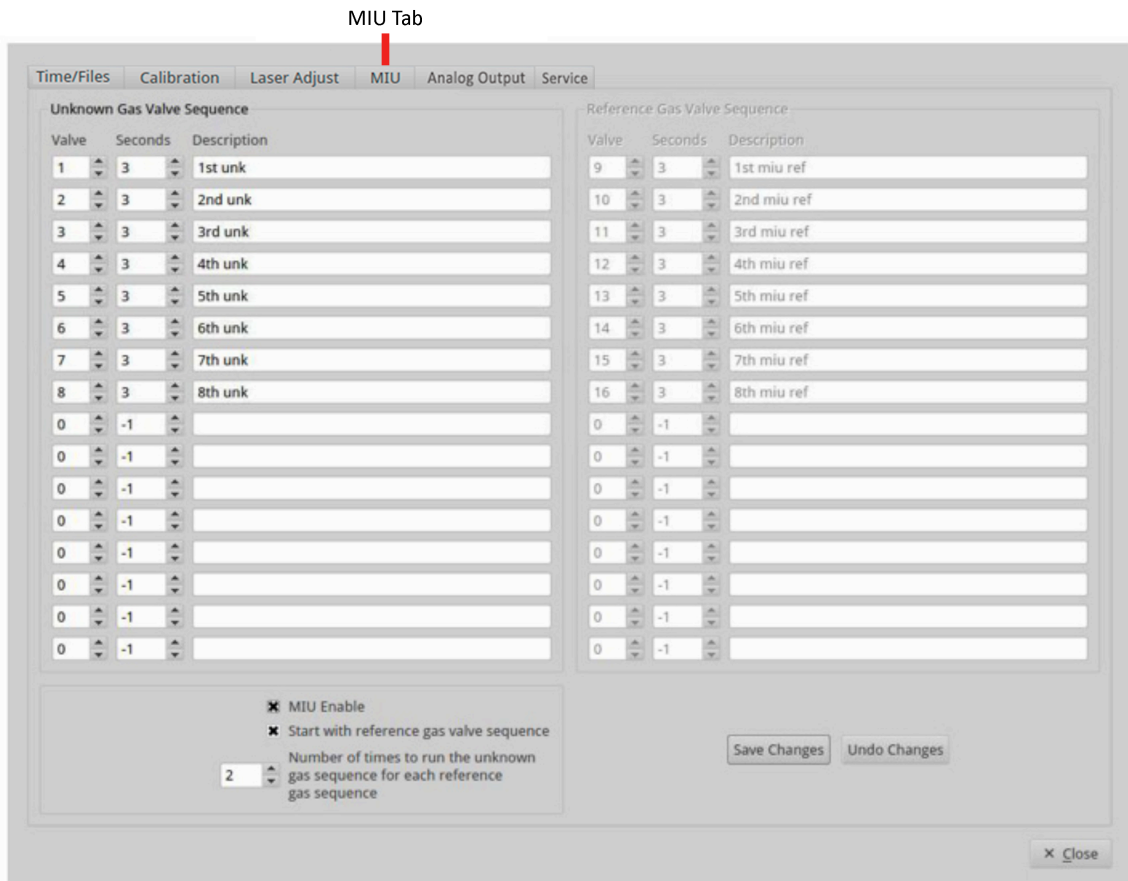 MIU Tab
Time/Files Calibration Laser Adjust MIU Analog Output Service
Unknown Gas Valve Sequence
Valve Seconds Description
1 3 1st unk
2 3 2nd unk
3 3 3rd unk
4 3 4th unk
5 3 5th unk
6 3 6th unk
7 3 7th unk
8 3 8th unk
0 -1
0 -1
0 -1
0 -1
0 -1
0 -1
0 -1
0 -1
Reference Gas Valve Sequence
Valve Seconds Description
9 3 1st miu ref
10 3 2nd miu ref
11 3 3rd miu ref
12 3 4th miu ref
13 3 5th miu ref
14 3 6th miu ref
15 3 7th miu ref
16 3 8th miu ref
0 -1
0 -1
0 -1
0 -1
0 -1
0 -1
0 -1
0 -1
MIU Enable
Start with reference gas valve sequence
Number of times to run the unknown
2 gas sequence for each reference
gas sequence
Save Changes Undo Changes
Close